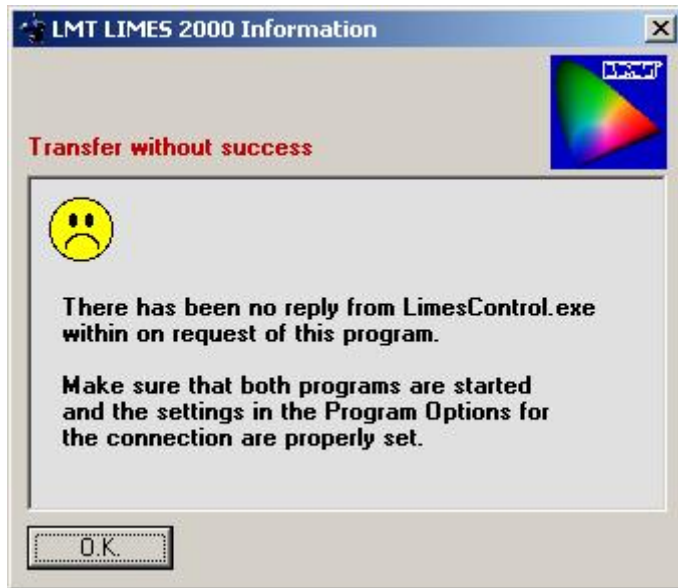 LMT LIMES 2000 Information
Transfer without success
There has been no reply from LimesControl.exe
within on request of this program.
Make sure that both programs are started
and the settings in the Program Options for
the connection are properly set.
O.K.